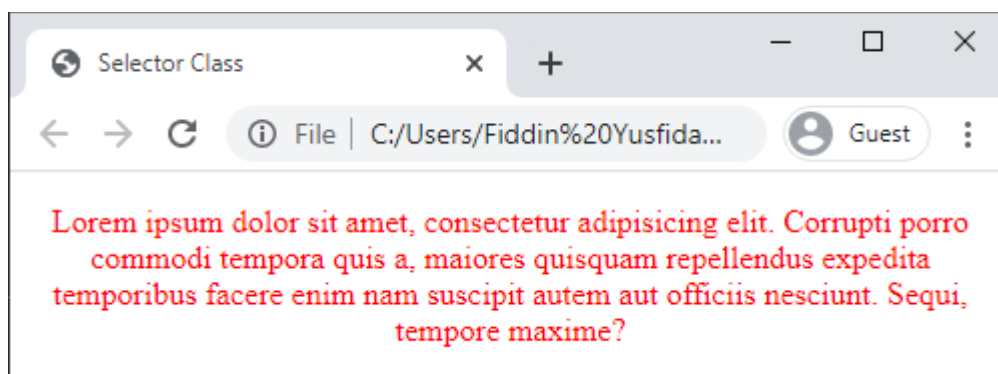 Selector Class
File C:/Users/Fiddin%20Yusfida...
Guest
Lorem ipsum dolor sit amet, consectetur adipisicing elit. Corrupti porro
commodi tempora quis a, maiores quisquam repellendus expedita
temporibus facere enim nam suscipit autem aut officiis nesciunt. Sequi,
tempore maxime?